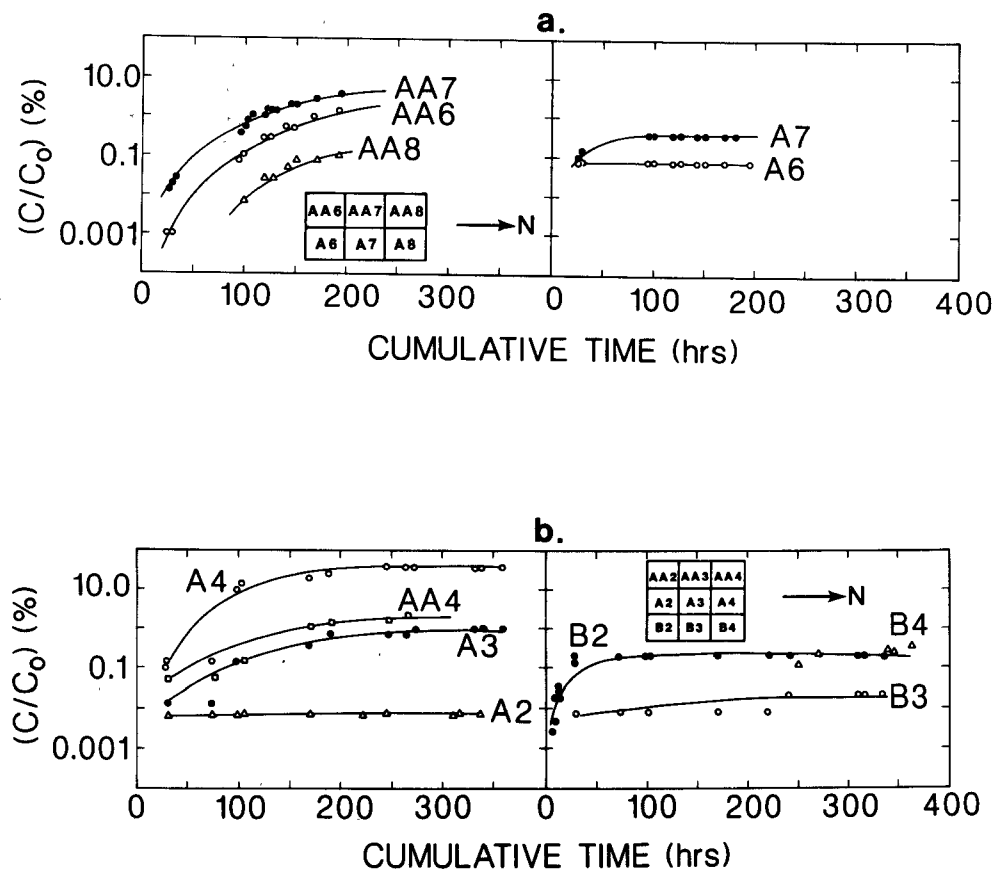 a.
(C/C₀) (%)
10.0
0.1
0.001
AA7
AA6
AA8
AA6 AA7 AA8
A6 A7 A8
N
A7
A6
0 100 200 300 0 100 200 300 400
CUMULATIVE TIME (hrs)
b.
(C/C₀) (%)
10.0
0.1
0.001
A4
AA4
A3
A2
AA2 AA3 AA4
A2 A3 A4
B2 B3 B4
N
B2
B4
B3
0 100 200 300 0 100 200 300 400
CUMULATIVE TIME (hrs)